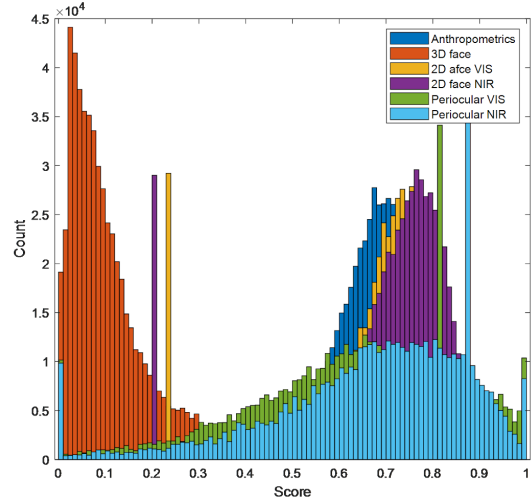 ×10⁴
4.5
4
3.5
3
2.5
2
1.5
1
0.5
0
Count
Anthropometrics
3D face
2D afce VIS
2D face NIR
Periocular VIS
Periocular NIR
0 0.1 0.2 0.3 0.4 0.5 0.6 0.7 0.8 0.9 1
Score